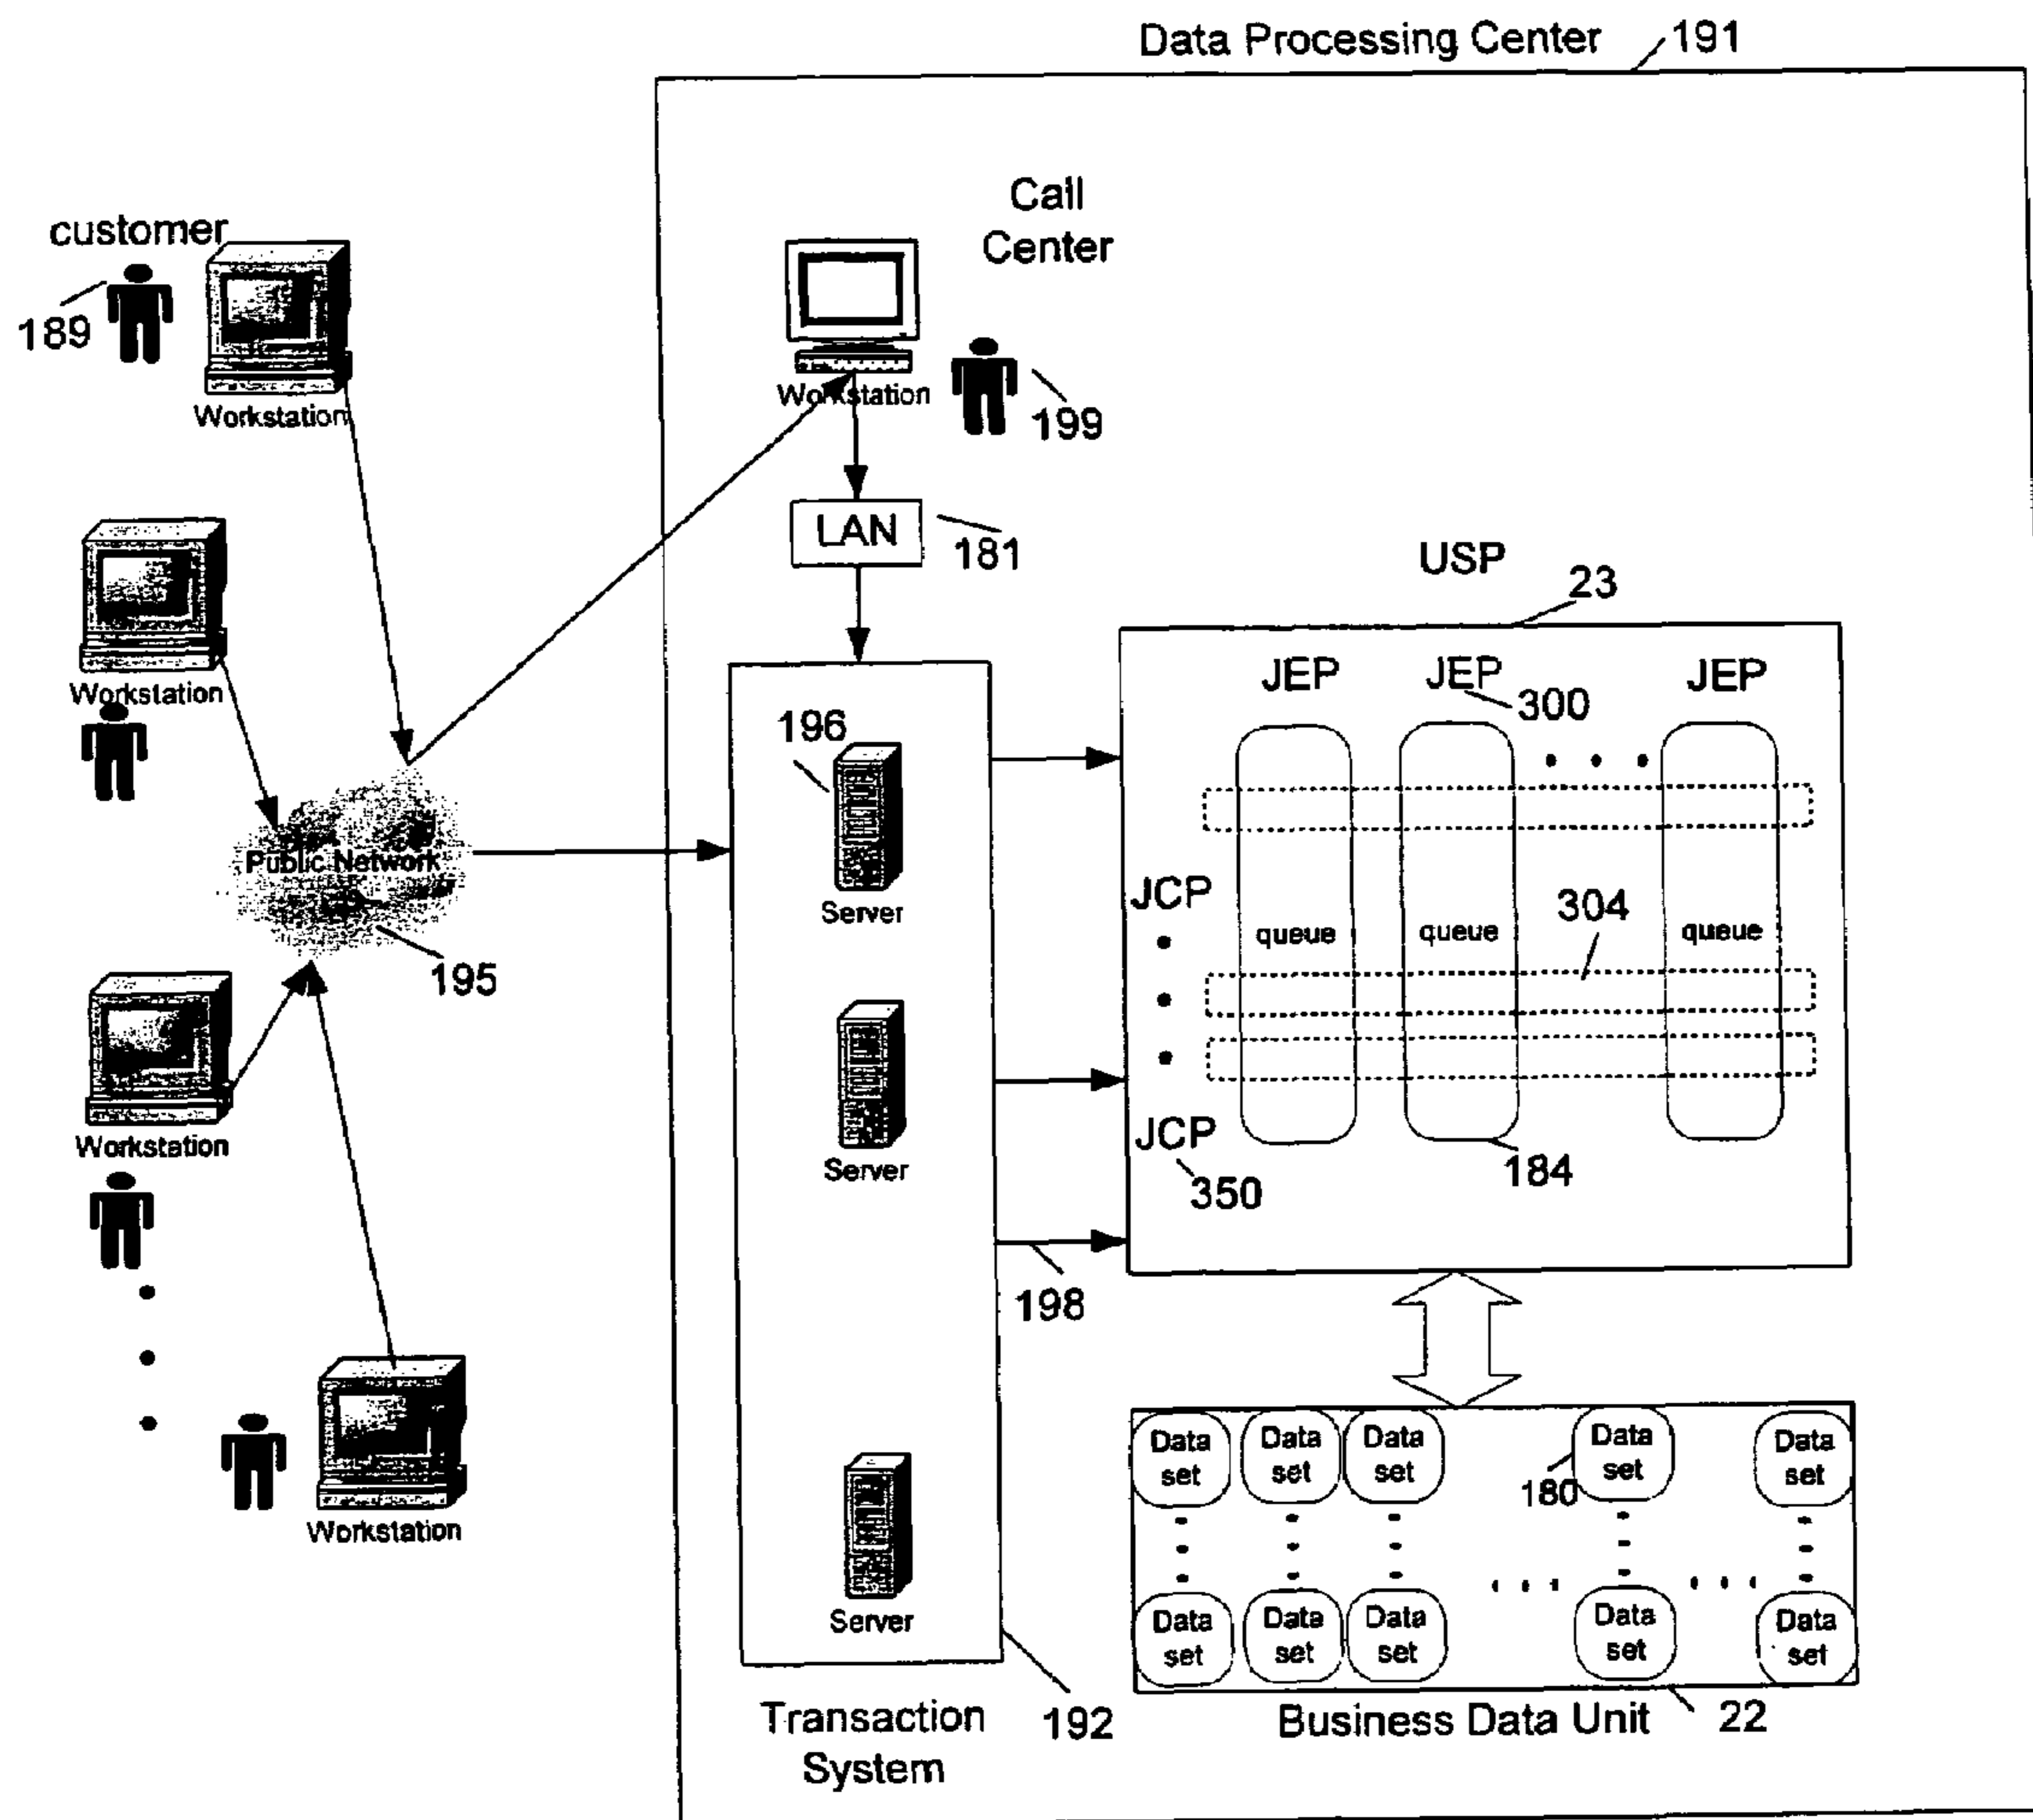 Data Processing Center 191
customer
189
Workstation
Call
Center
Workstation
199
LAN
181
Workstation
Public Network
195
Workstation
Workstation
196
Server
Server
Server
198
Transaction
System
192
USP
23
JEP JEP JEP
300
JCP
304
queue queue queue
JCP
350
184
Data
set
Data
set
Data
set
Data
set
180
Data
set
Data
set
Data
set
Data
set
Data
set
Data
set
Business Data Unit 22